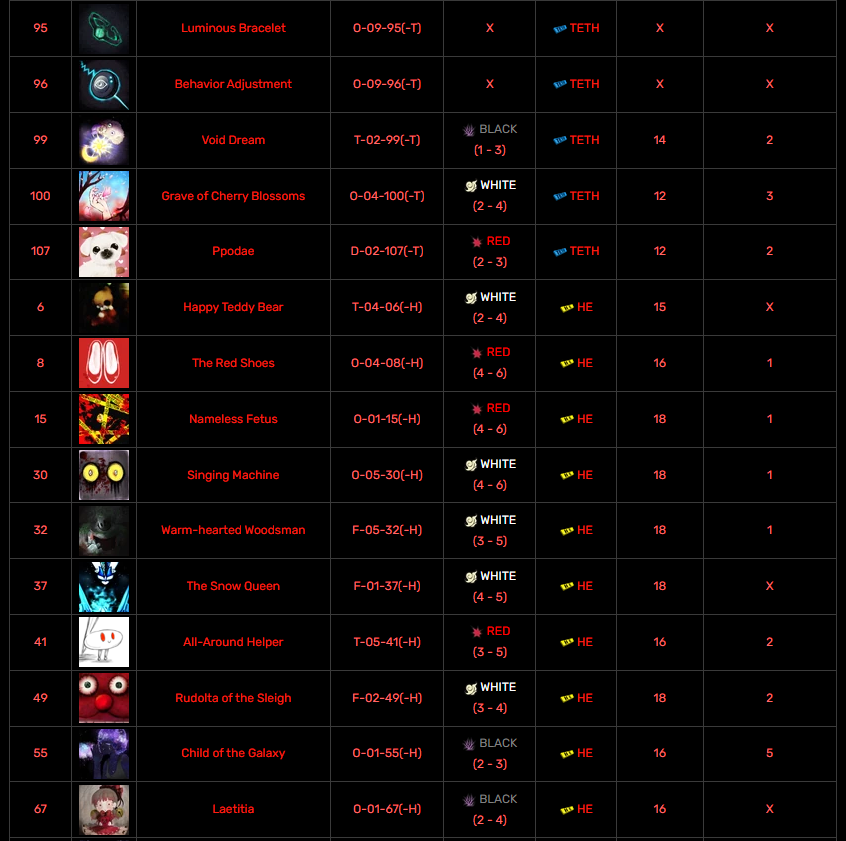 95 Luminous Bracelet O-09-95(-T) X TETH X X
96 Behavior Adjustment O-09-96(-T) X TETH X X
99 Void Dream T-02-99(-T) BLACK (1 - 3) TETH 14 2
100 Grave of Cherry Blossoms O-04-100(-T) WHITE (2 - 4) TETH 12 3
107 Ppodae D-02-107(-T) RED (2 - 3) TETH 12 2
6 Happy Teddy Bear T-04-06(-H) WHITE (2 - 4) HE 15 X
8 The Red Shoes O-04-08(-H) RED (4 - 6) HE 16 1
15 Nameless Fetus O-01-15(-H) RED (4 - 6) HE 18 1
30 Singing Machine O-05-30(-H) WHITE (4 - 6) HE 18 1
32 Warm-hearted Woodsman F-05-32(-H) WHITE (3 - 5) HE 18 1
37 The Snow Queen F-01-37(-H) WHITE (4 - 5) HE 18 X
41 All-Around Helper T-05-41(-H) RED (3 - 5) HE 16 2
49 Rudolta of the Sleigh F-02-49(-H) WHITE (3 - 4) HE 18 2
55 Child of the Galaxy O-01-55(-H) BLACK (2 - 3) HE 16 5
67 Laetitia O-01-67(-H) BLACK (2 - 4) HE 16 X